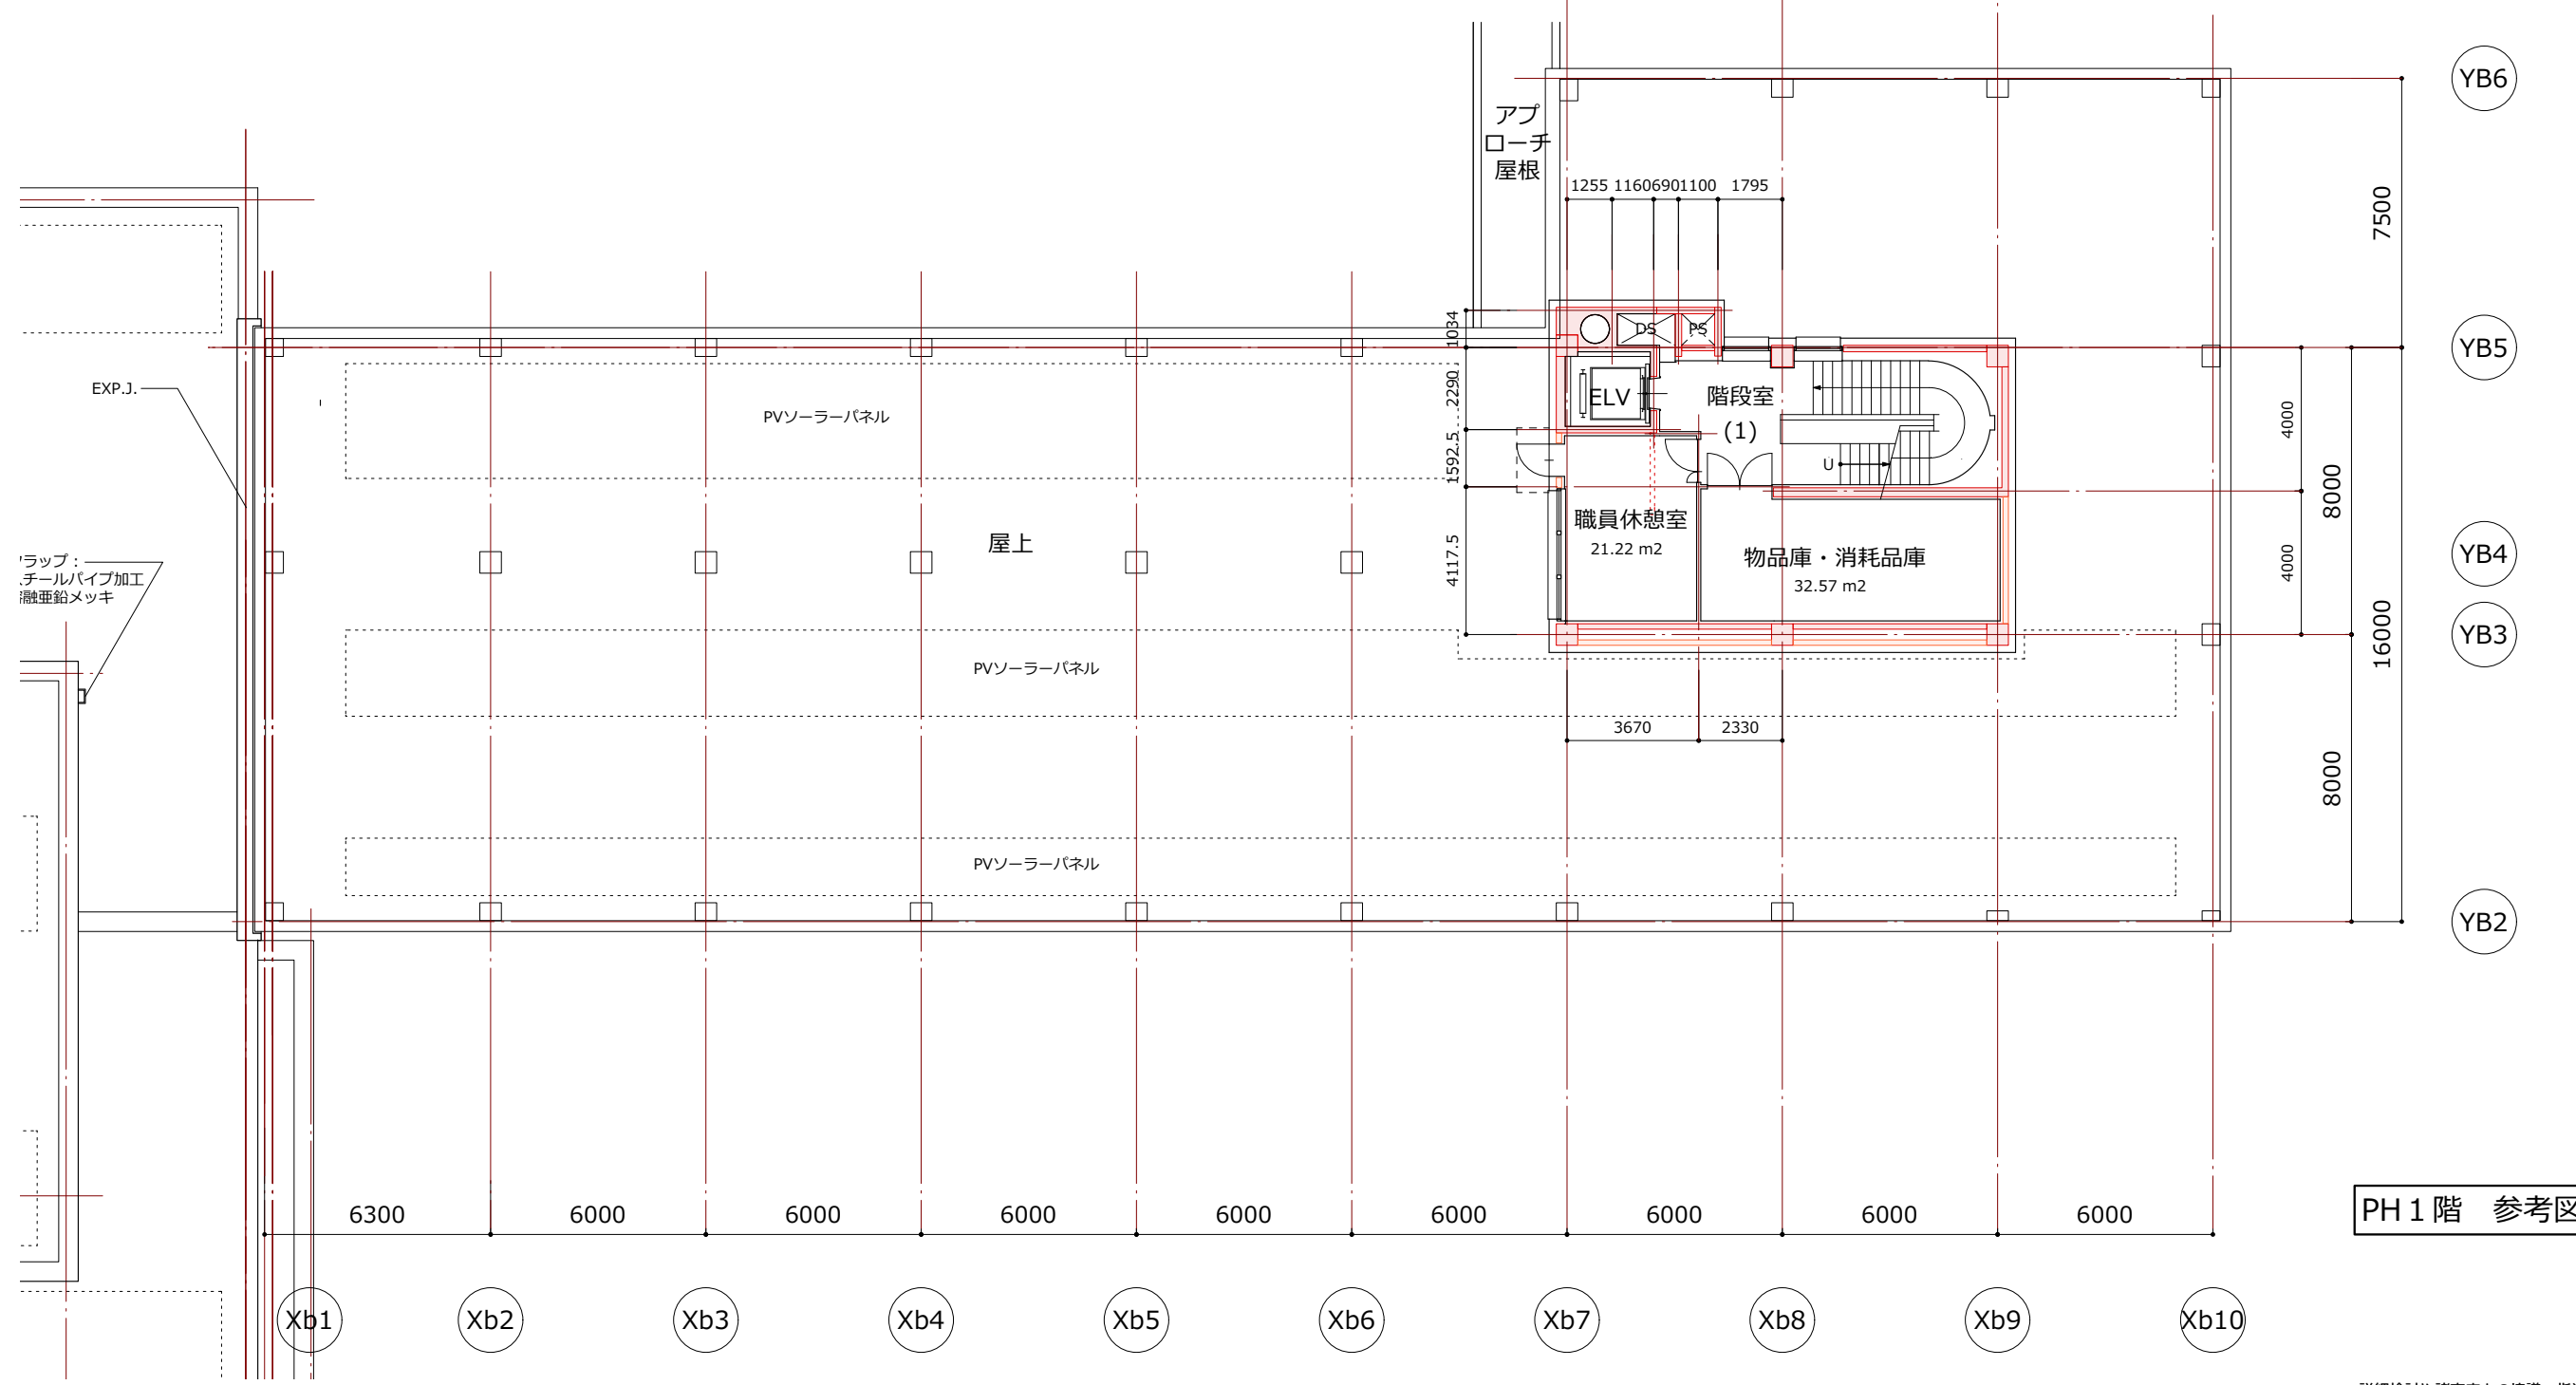 YB6
アプ
ローチ
屋根
1255 1160 690 1100 1795
7500
1034
DS
PS
YB5
EXP.J.
PVソーラーパネル
2290
ELV
階段室
(1)
4000
1592.5
U
8000
職員休憩室
21.22 m2
屋上
4117.5
物品庫・消耗品庫
32.57 m2
4000
YB4
ラップ：
チールパイプ加工
融亜鉛メッキ
YB3
16000
PVソーラーパネル
3670
2330
8000
PVソーラーパネル
YB2
6300 6000 6000 6000 6000 6000 6000 6000 6000
PH１階　参考図
Xb1 Xb2 Xb3 Xb4 Xb5 Xb6 Xb7 Xb8 Xb9 Xb10